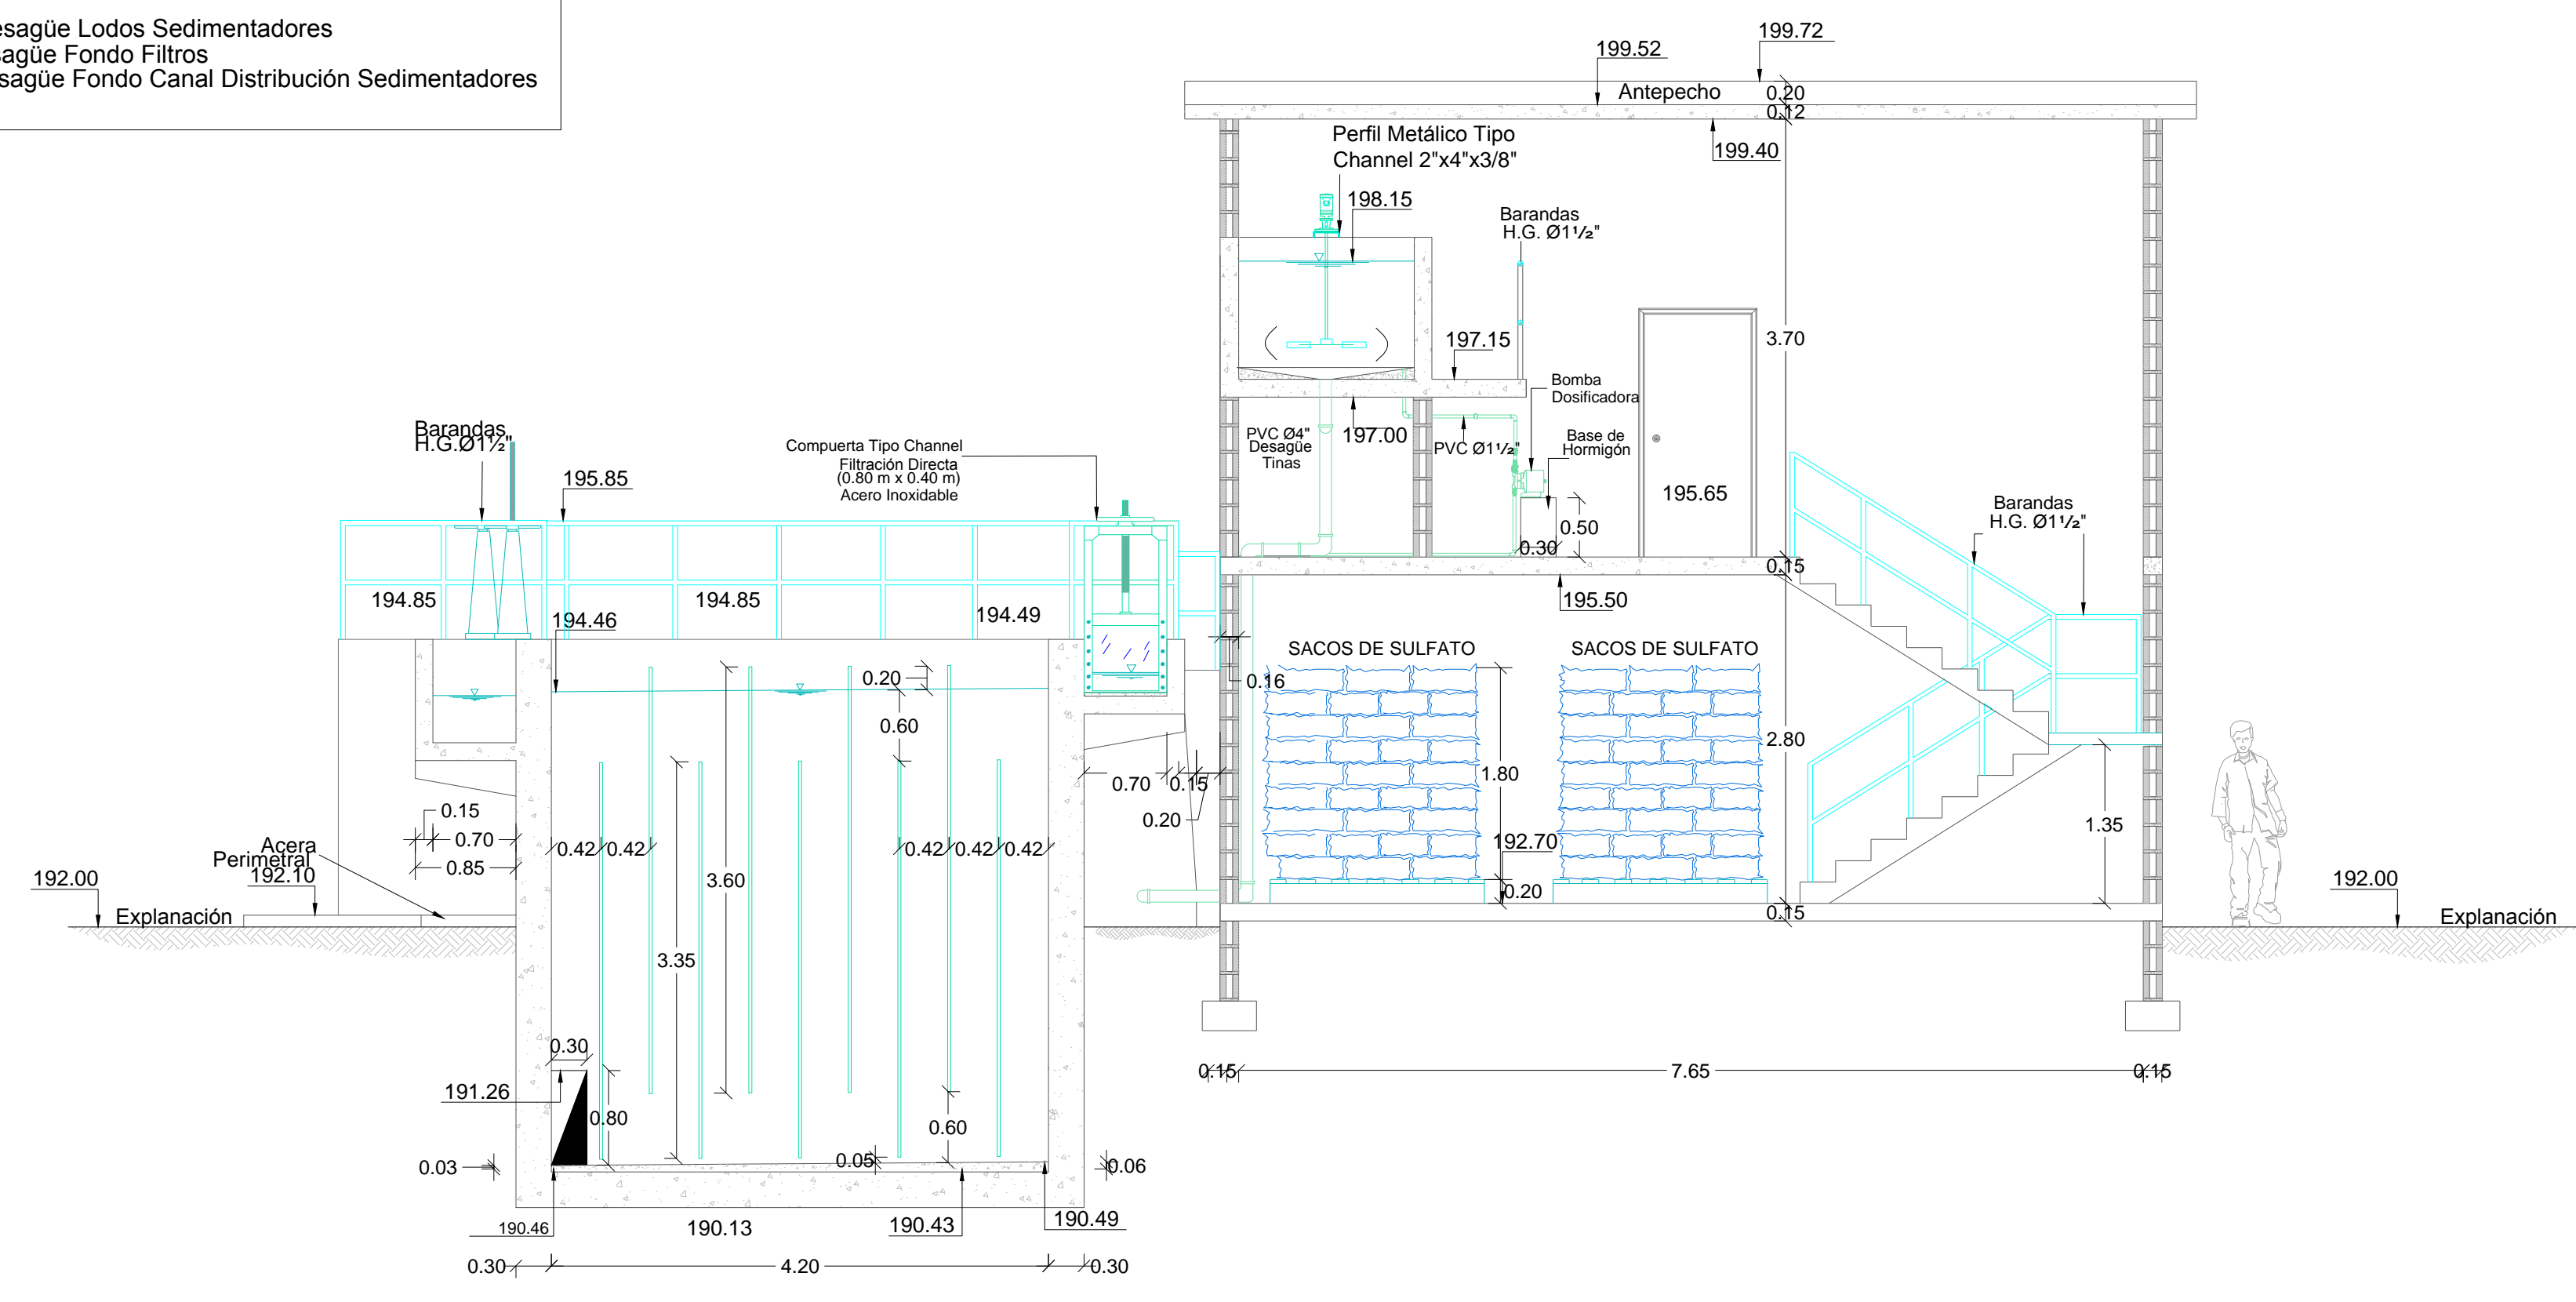 esagüe Lodos Sedimentadores
sagüe Fondo Filtros
sagüe Fondo Canal Distribución Sedimentadores
199.72
199.52
Antepecho
0.20
0.12
199.40
Perfil Metálico Tipo
Channel 2"x4"x3/8"
198.15
Barandas
H.G. Ø1½"
3.70
197.15
Bomba
Dosificadora
197.00
PVC Ø4"
Desagüe
Tinas
PVC Ø1½"
Base de
Hormigón
195.65
0.50
0.30
0.15
195.50
Barandas
H.G. Ø1½"
Barandas
H.G.Ø1½"
195.85
Compuerta Tipo Channel
Filtración Directa
(0.80 m x 0.40 m)
Acero Inoxidable
194.85
194.85
194.49
194.46
0.20
0.60
0.16
SACOS DE SULFATO
SACOS DE SULFATO
2.80
1.80
0.70
0.15
0.20
1.35
0.15
0.70
0.85
Acera
Perimetral
192.10
192.00
Explanación
0.42
0.42
0.42
0.42
0.42
3.60
3.35
192.70
0.20
0.15
192.00
Explanación
0.30
191.26
0.80
0.60
0.05
0.03
0.06
0.15
7.65
0.15
190.46
190.13
190.43
190.49
0.30
4.20
0.30